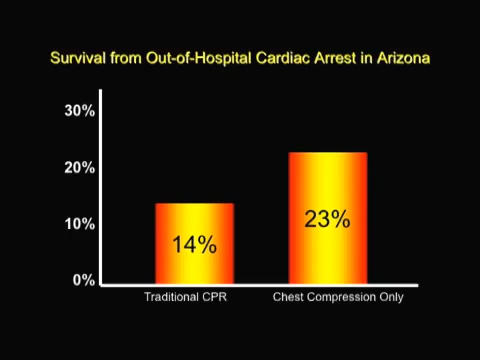 Survival from Out-of-Hospital Cardiac Arrest in Arizona
30%
20%
10%
0%
14%
23%
Traditional CPR
Chest Compression Only